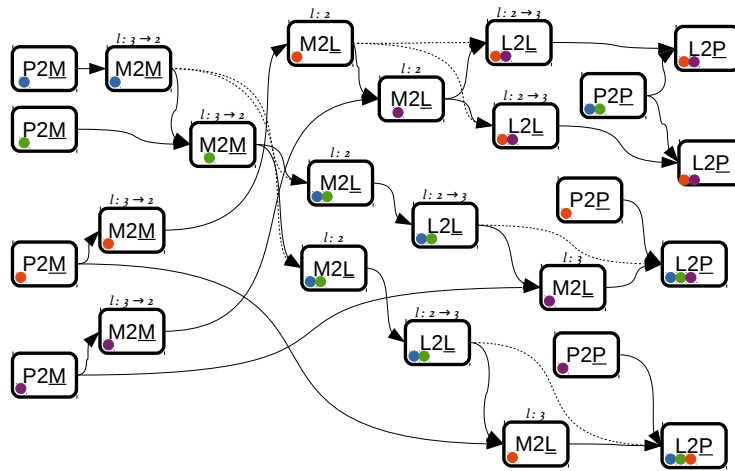 l: 2
M2L
l: 2 → 3
L2L
L2P
P2M
l: 3 → 2
M2M
l: 2
M2L
P2P
l: 2 → 3
L2L
P2M
l: 3 → 2
M2M
L2P
l: 2
M2L
P2P
l: 3 → 2
M2M
l: 2 → 3
L2L
l: 2
M2L
P2M
L2P
l: 3
M2L
l: 3 → 2
M2M
l: 2 → 3
L2L
P2P
P2M
l: 3
M2L
L2P